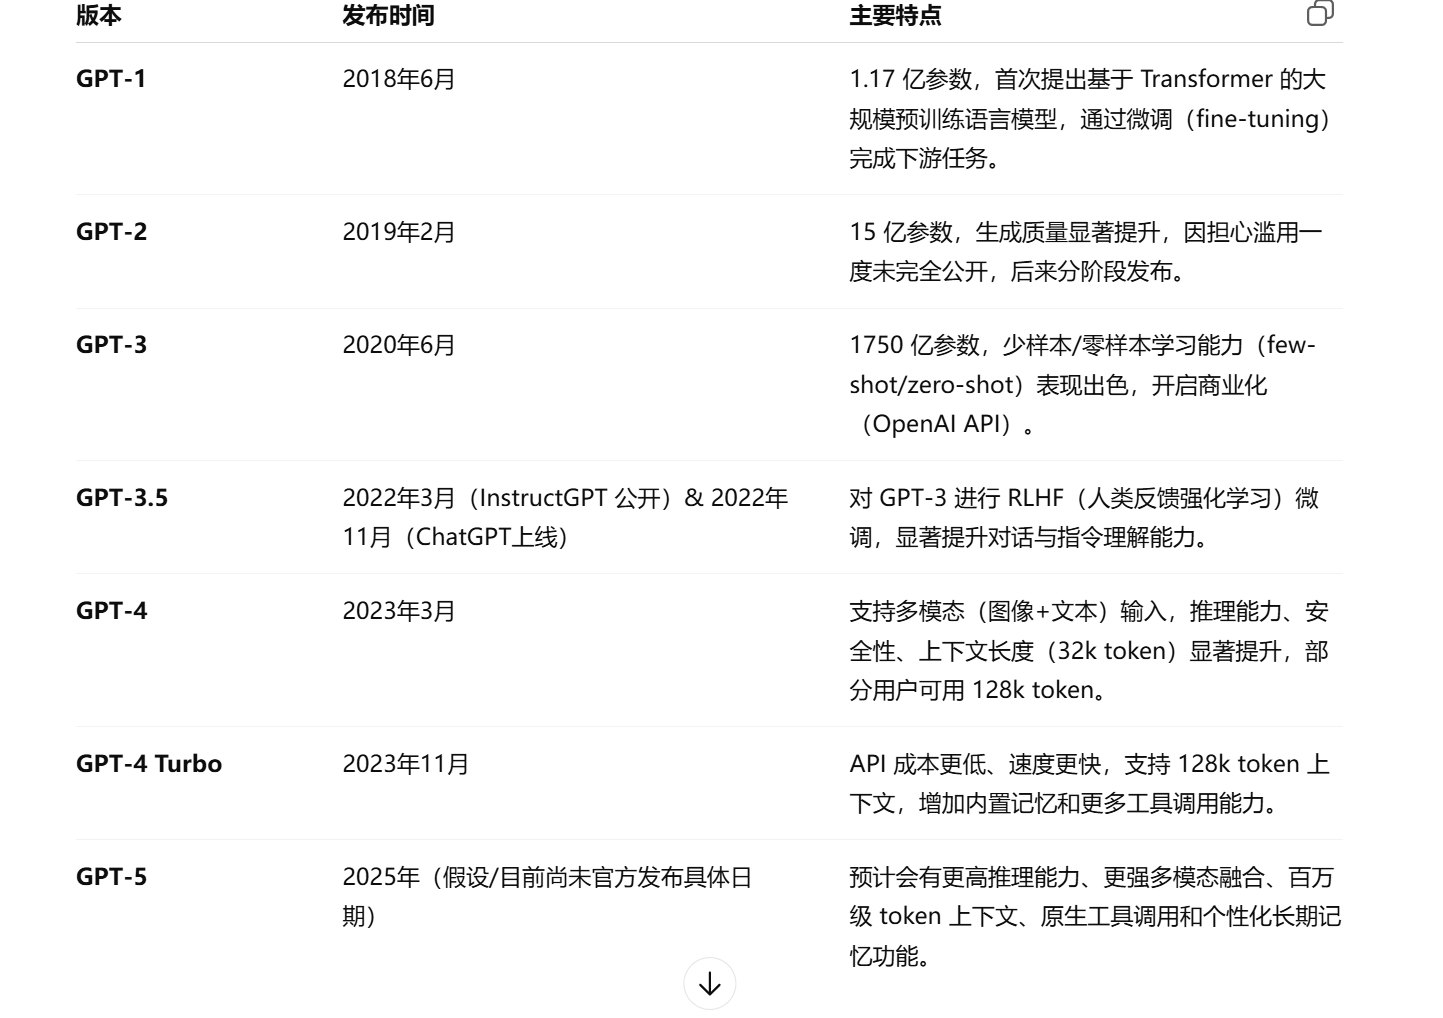 版本 发布时间 主要特点
GPT-1 2018年6月 1.17 亿参数，首次提出基于 Transformer 的大
规模预训练语言模型，通过微调（fine-tuning）
完成下游任务。
GPT-2 2019年2月 15 亿参数，生成质量显著提升，因担心滥用一
度未完全公开，后来分阶段发布。
GPT-3 2020年6月 1750 亿参数，少样本/零样本学习能力（few-
shot/zero-shot）表现出色，开启商业化
（OpenAI API）。
GPT-3.5 2022年3月（InstructGPT 公开）& 2022年 对 GPT-3 进行 RLHF（人类反馈强化学习）微
11月（ChatGPT上线） 调，显著提升对话与指令理解能力。
GPT-4 2023年3月 支持多模态（图像+文本）输入，推理能力、安
全性、上下文长度（32k token）显著提升，部
分用户可用 128k token。
GPT-4 Turbo 2023年11月 API 成本更低、速度更快，支持 128k token 上
下文，增加内置记忆和更多工具调用能力。
GPT-5 2025年（假设/目前尚未官方发布具体日 预计会有更高推理能力、更强多模态融合、百万
期） 级 token 上下文、原生工具调用和个性化长期记
忆功能。